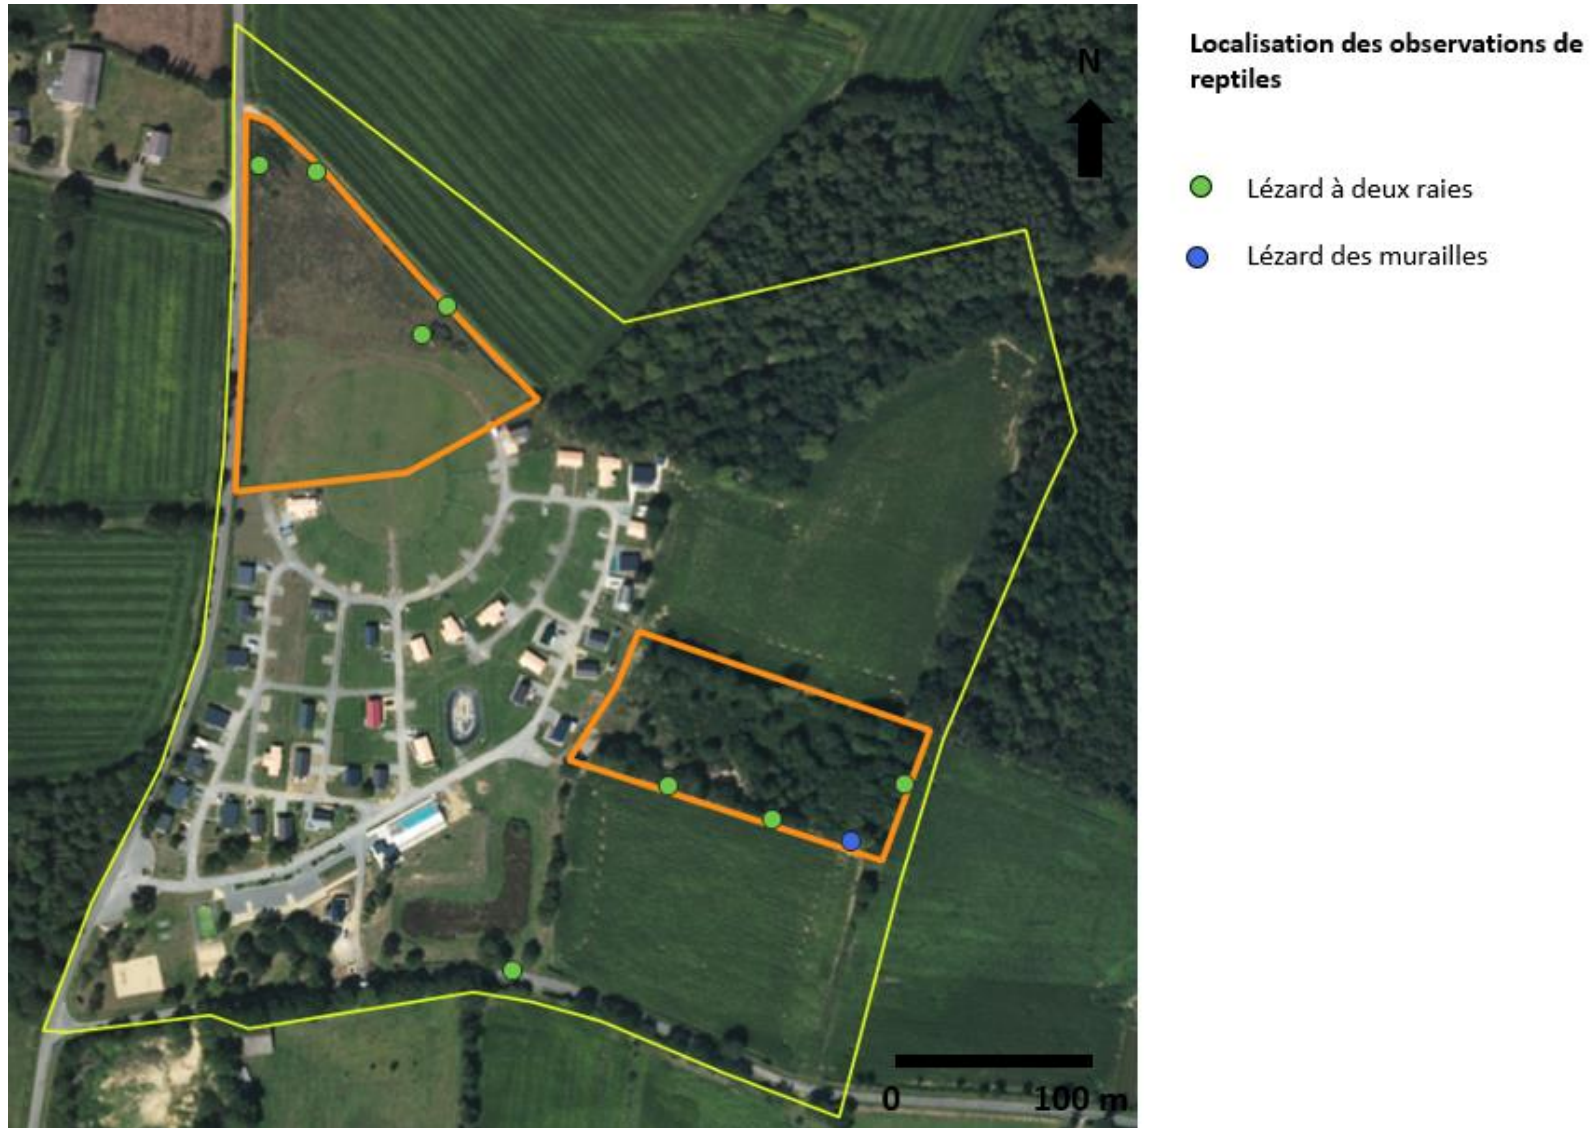 Localisation des observations de
reptiles
N
Lézard à deux raies
Lézard des murailles
0 100 m